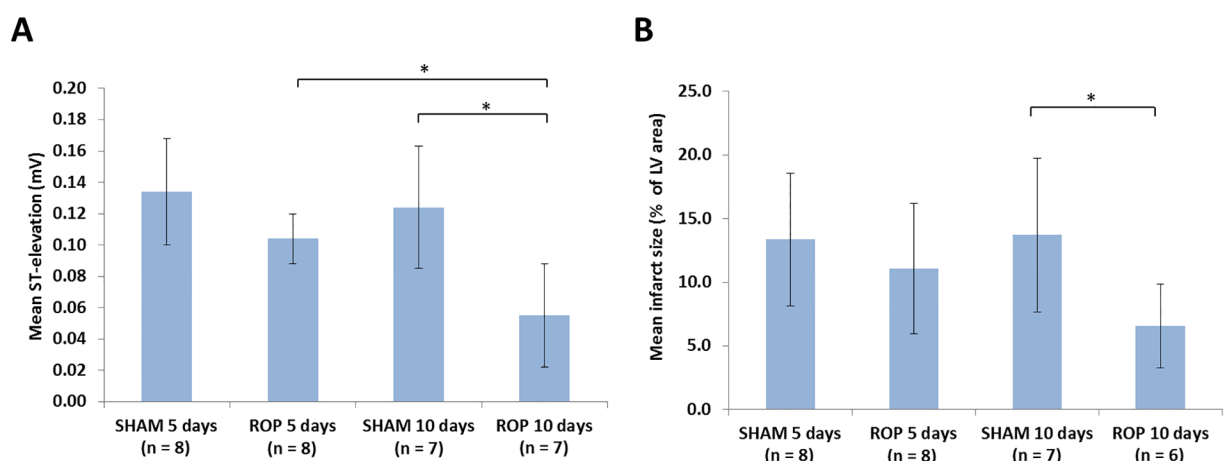 A
*
*
0.20
0.18
0.16
0.14
0.12
0.10
0.08
0.06
0.04
0.02
0.00
Mean ST-elevation (mV)
SHAM 5 days
(n = 8)
ROP 5 days
(n = 8)
SHAM 10 days
(n = 7)
ROP 10 days
(n = 7)
B
*
25.0
20.0
15.0
10.0
5.0
0.0
Mean infarct size (% of LV area)
SHAM 5 days
(n = 8)
ROP 5 days
(n = 8)
SHAM 10 days
(n = 7)
ROP 10 days
(n = 6)